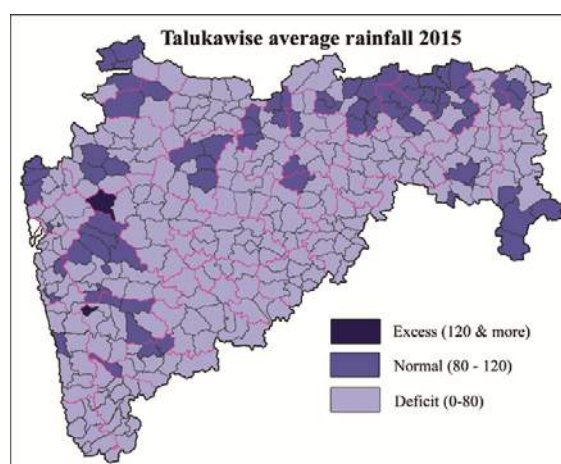 Talukawise average rainfall 2015
Excess (120 & more)
Normal (80 - 120)
Deficit (0-80)